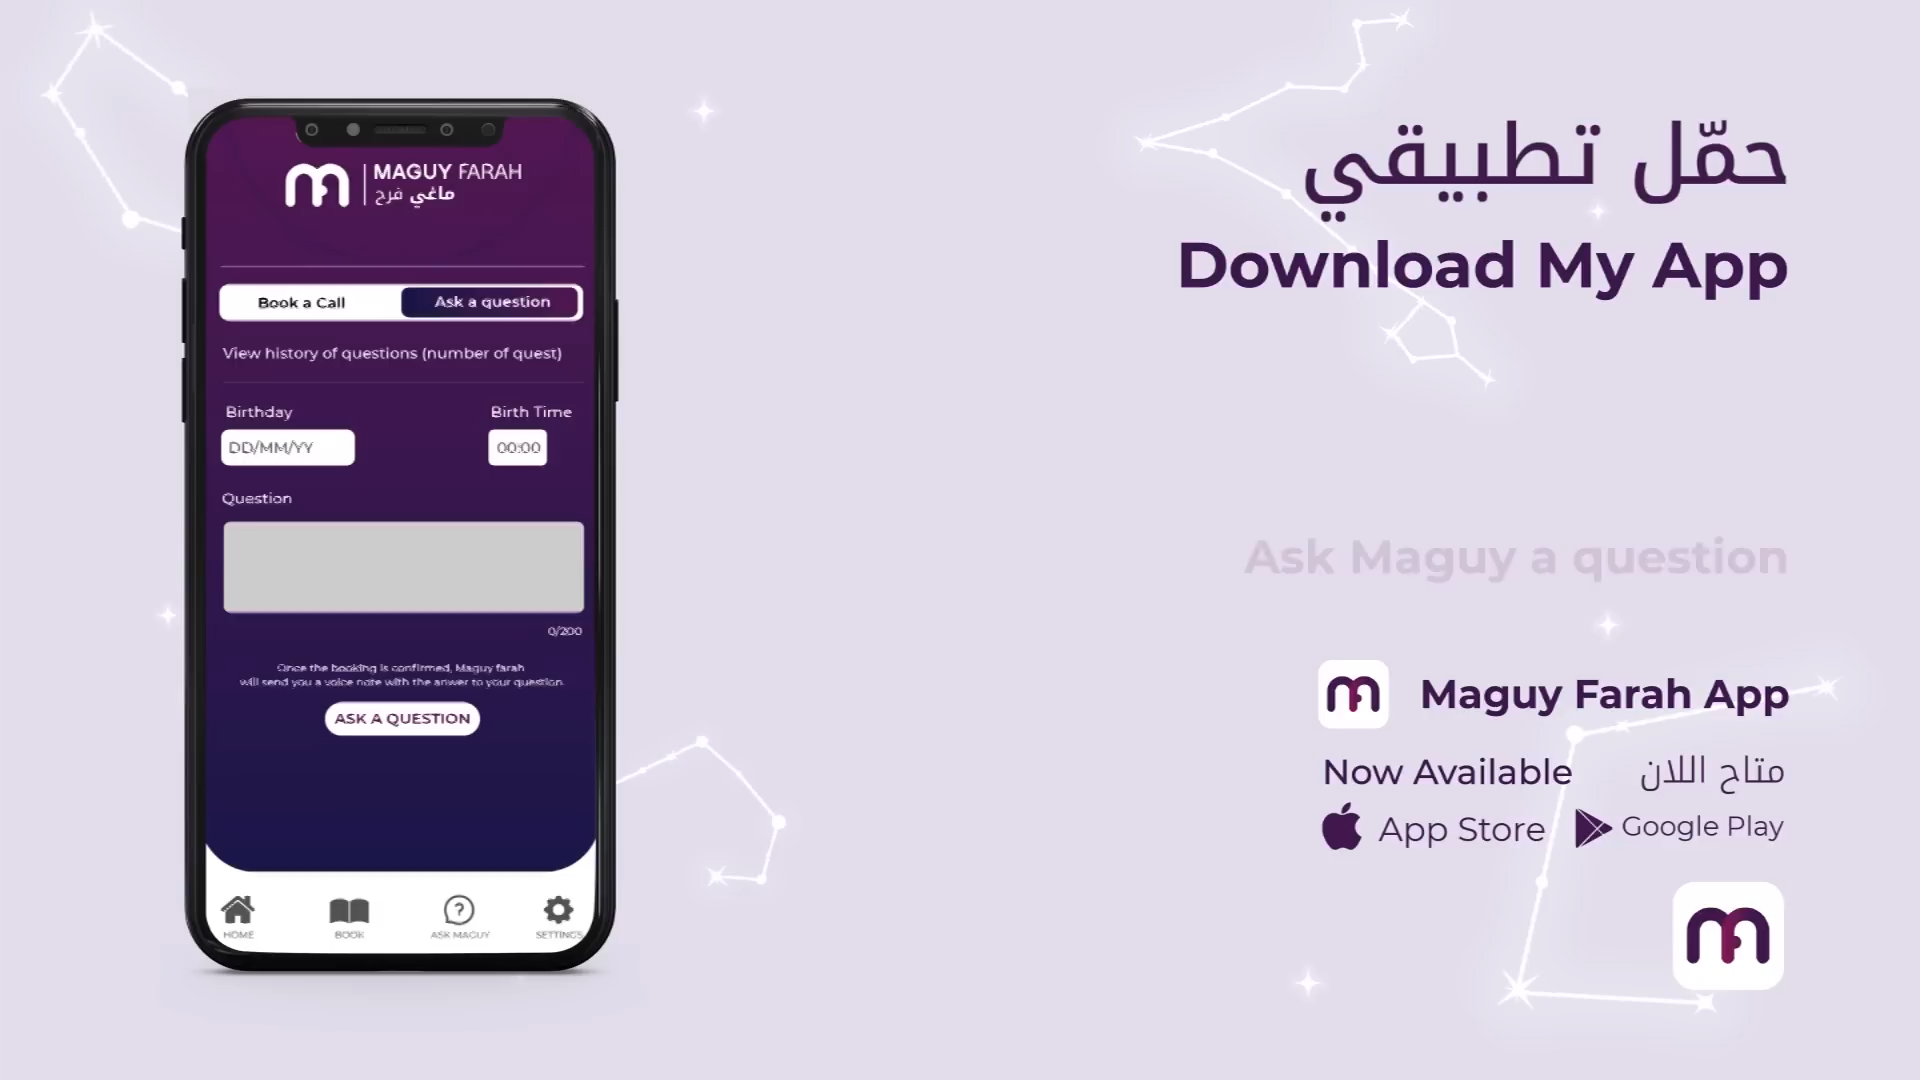 MAGUY FARAH
ماغي فرح
Book a Call
Ask a question
View history of questions (number of quest)
Birthday
Birth Time
DD/MM/YY
00:00
Question
0/200
Once the booking is confirmed, Maguy farah
will send you a voice note with the anwer to your question.
ASK A QUESTION
HOME
BOOK
ASK MAGUY
SETTINGS
حمّل تطبيقي
Download My App
Ask Maguy a question
Maguy Farah App
Now Available
متاح اللان
App Store
Google Play